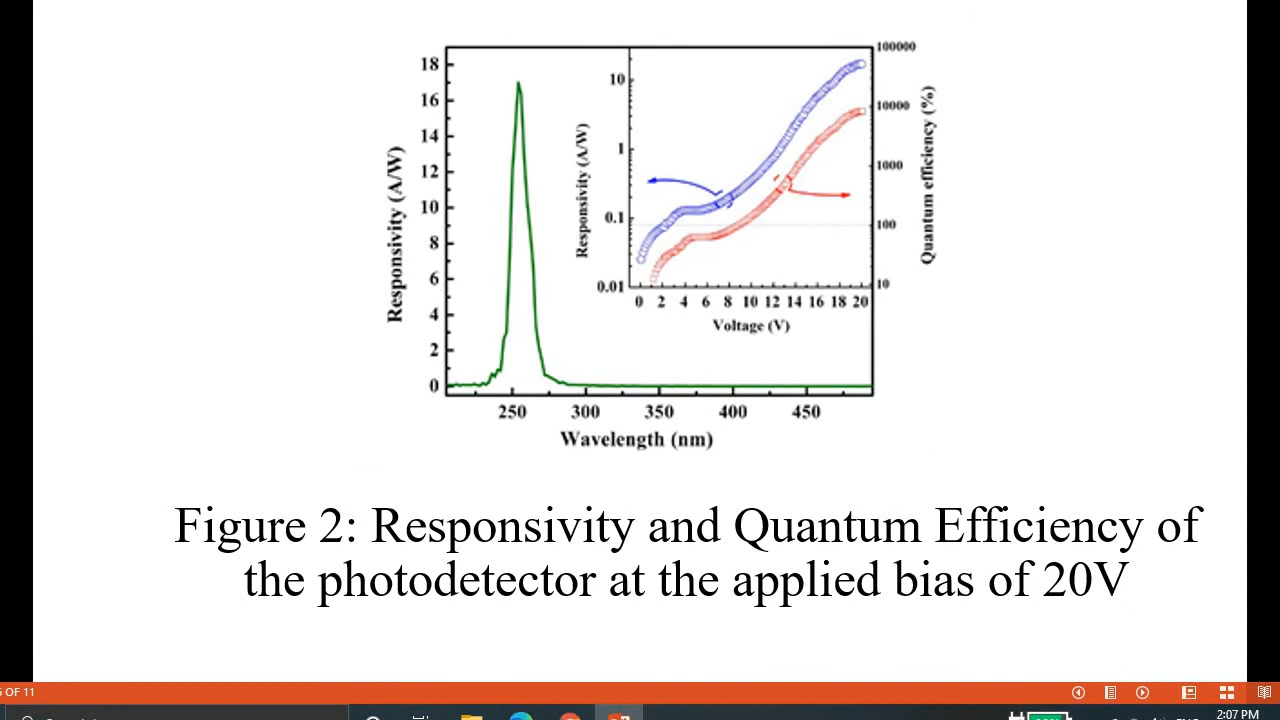 18
16
14
12
10
8
6
4
2
0
Responsivity (A/W)
250 300 350 400 450
Wavelength (nm)
10
1
0.1
0.01
Responsivity (A/W)
0 2 4 6 8 10 12 14 16 18 20
Voltage (V)
100000
10000
1000
100
10
Quantum efficiency (%)
Figure 2: Responsivity and Quantum Efficiency of
the photodetector at the applied bias of 20V
OF 11
2:07 PM